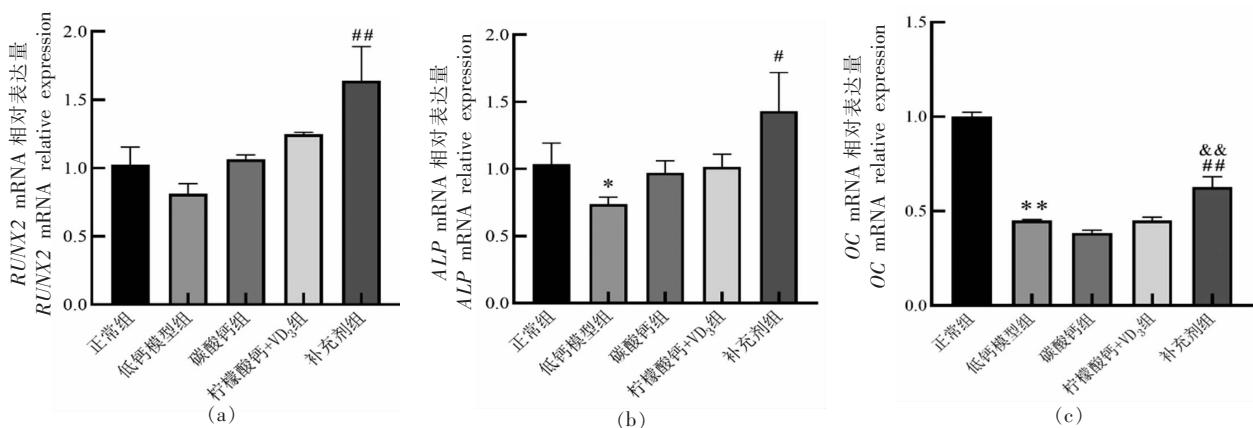 RUNX2 mRNA 相对表达量
RUNX2 mRNA relative expression
2.0
1.5
1.0
0.5
0.0
##
正常组
低钙模型组
碳酸钙组
柠檬酸钙+VD₃组
补充剂组
(a)
ALP mRNA 相对表达量
ALP mRNA relative expression
2.0
1.5
1.0
0.5
0.0
*
#
正常组
低钙模型组
碳酸钙组
柠檬酸钙+VD₃组
补充剂组
(b)
OC mRNA 相对表达量
OC mRNA relative expression
1.5
1.0
0.5
0.0
**
&&
##
正常组
低钙模型组
碳酸钙组
柠檬酸钙+VD₃组
补充剂组
(c)